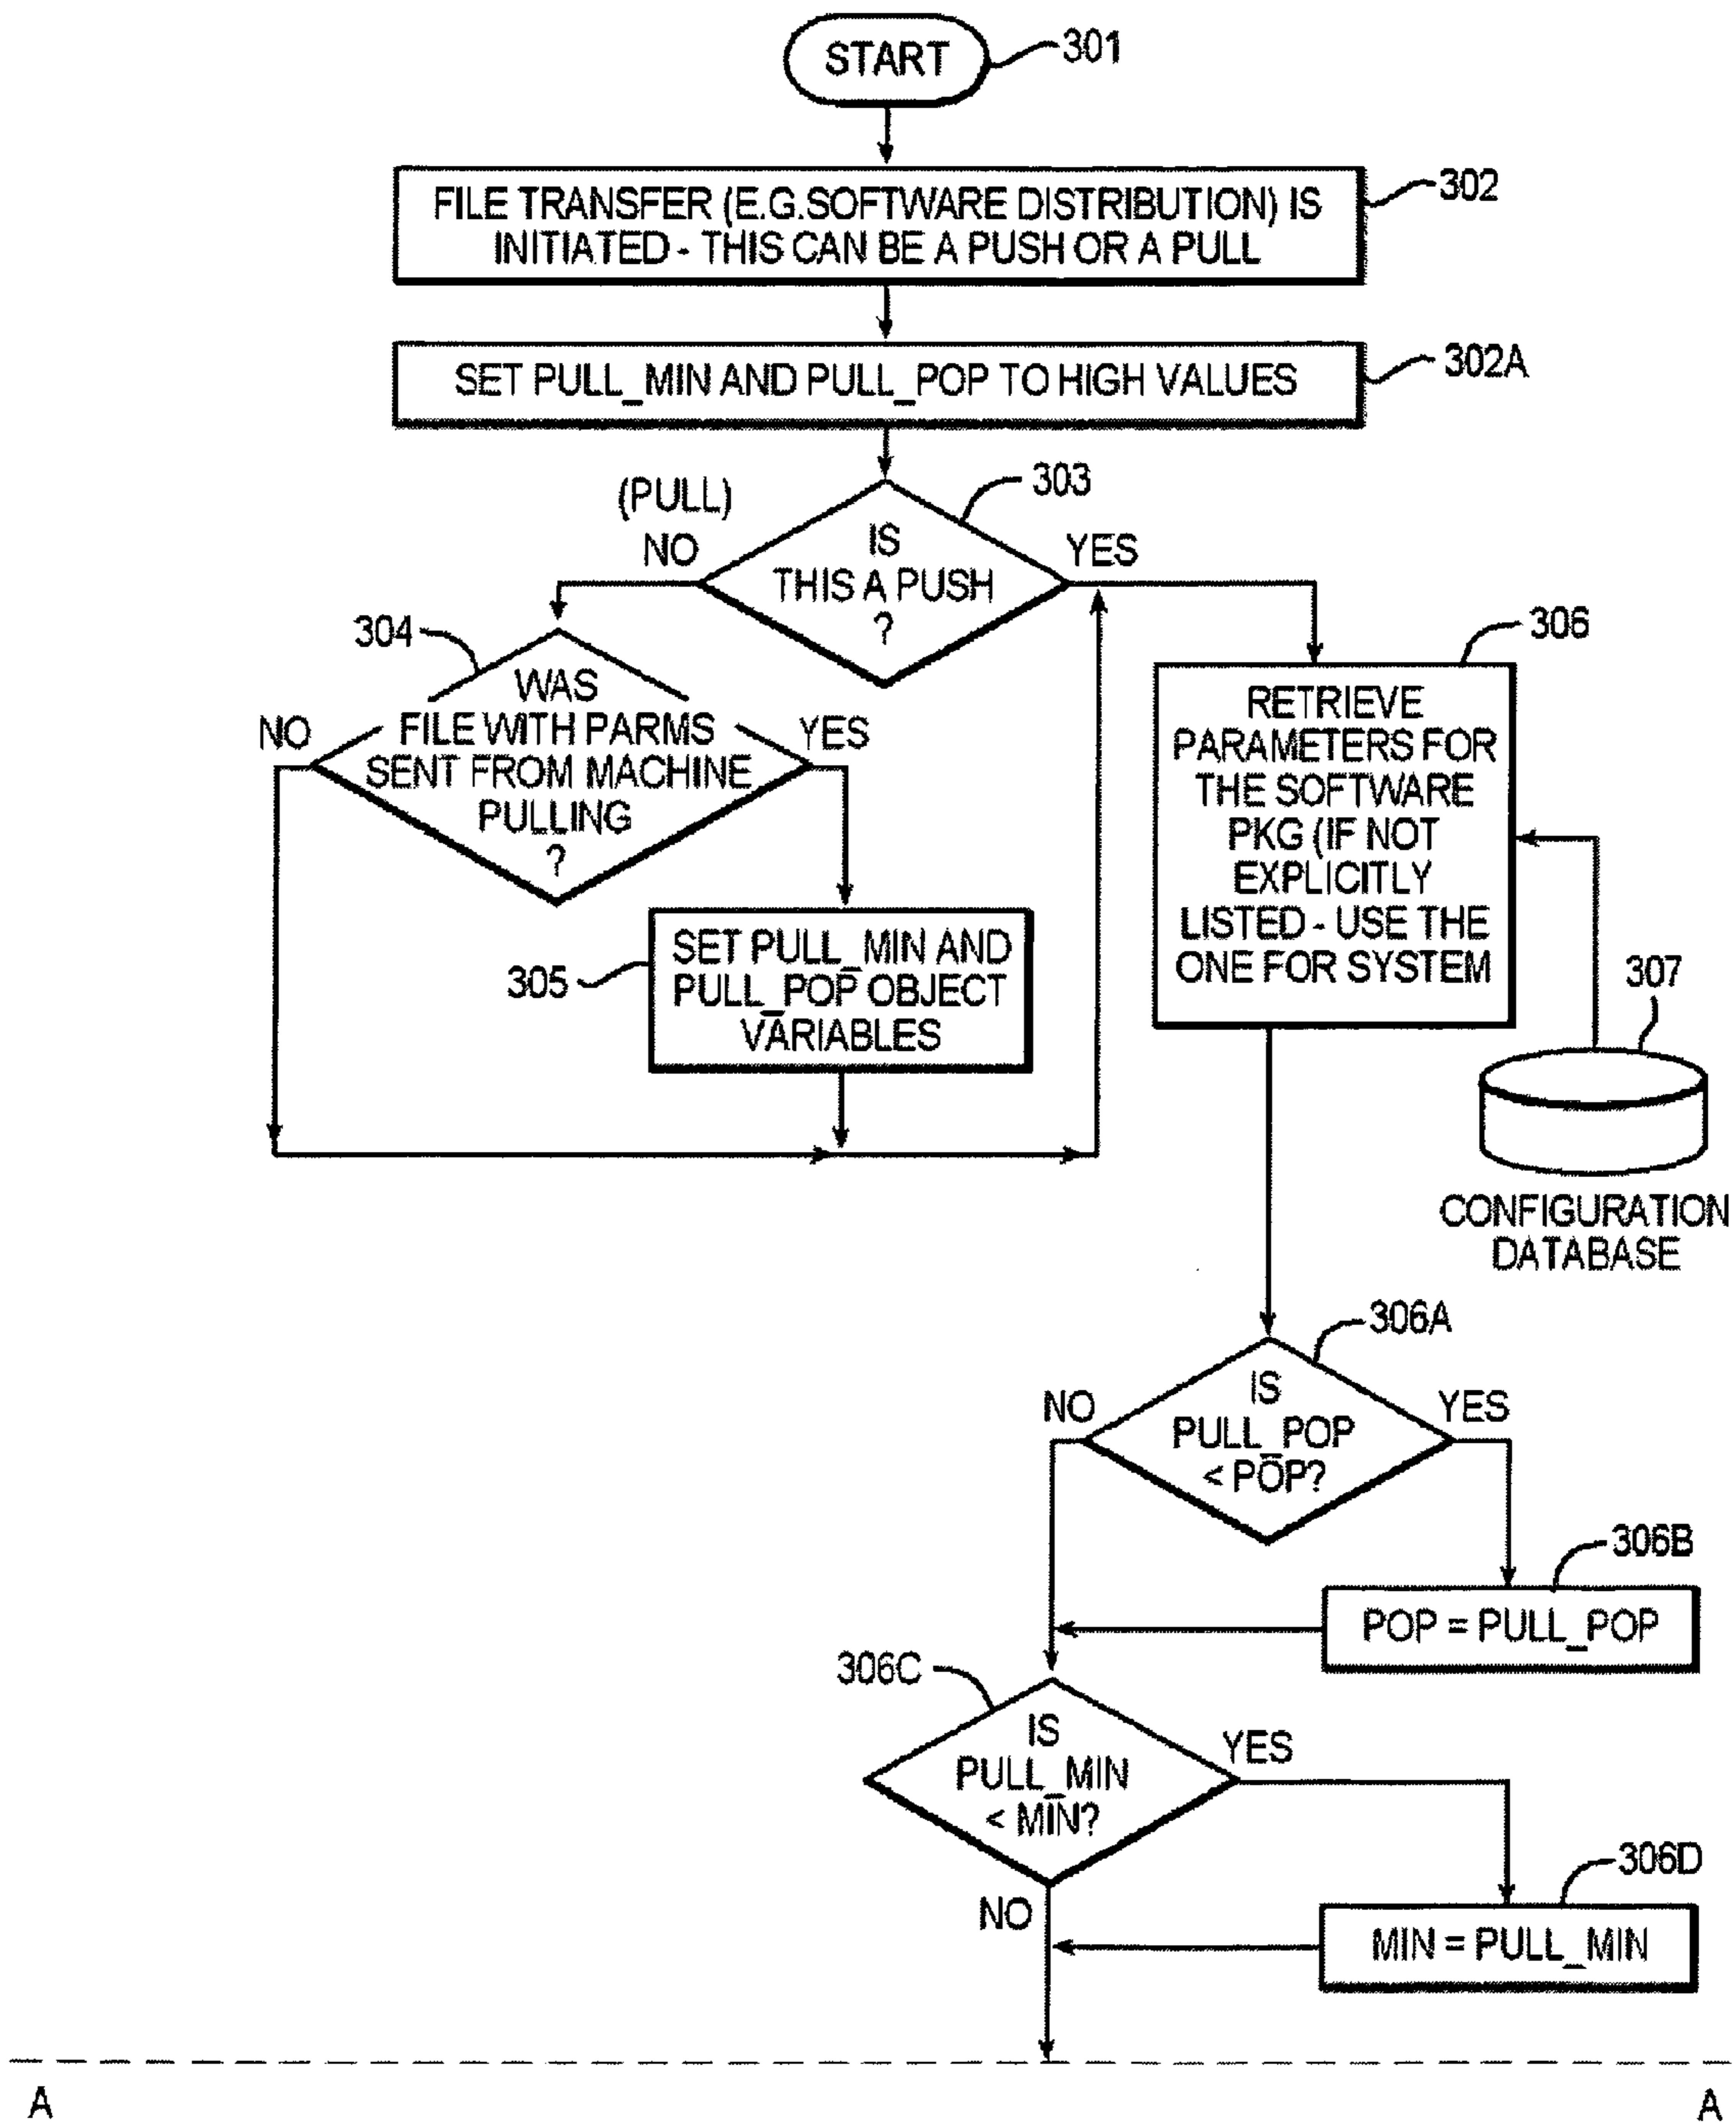 START
301
FILE TRANSFER (E.G.SOFTWARE DISTRIBUTION) IS
INITIATED - THIS CAN BE A PUSH OR A PULL
302
SET PULL_MIN AND PULL_POP TO HIGH VALUES
302A
(PULL)
NO
303
IS
THIS A PUSH
?
YES
304
WAS
FILE WITH PARMS
SENT FROM MACHINE
PULLING
?
NO
YES
305
SET PULL_MIN AND
PULL_POP OBJECT
VARIABLES
306
RETRIEVE
PARAMETERS FOR
THE SOFTWARE
PKG (IF NOT
EXPLICITLY
LISTED - USE THE
ONE FOR SYSTEM
307
CONFIGURATION
DATABASE
306A
NO
IS
PULL_POP
< POP?
YES
306B
POP = PULL_POP
306C
IS
PULL_MIN
< MIN?
YES
NO
306D
MIN = PULL_MIN
A
A